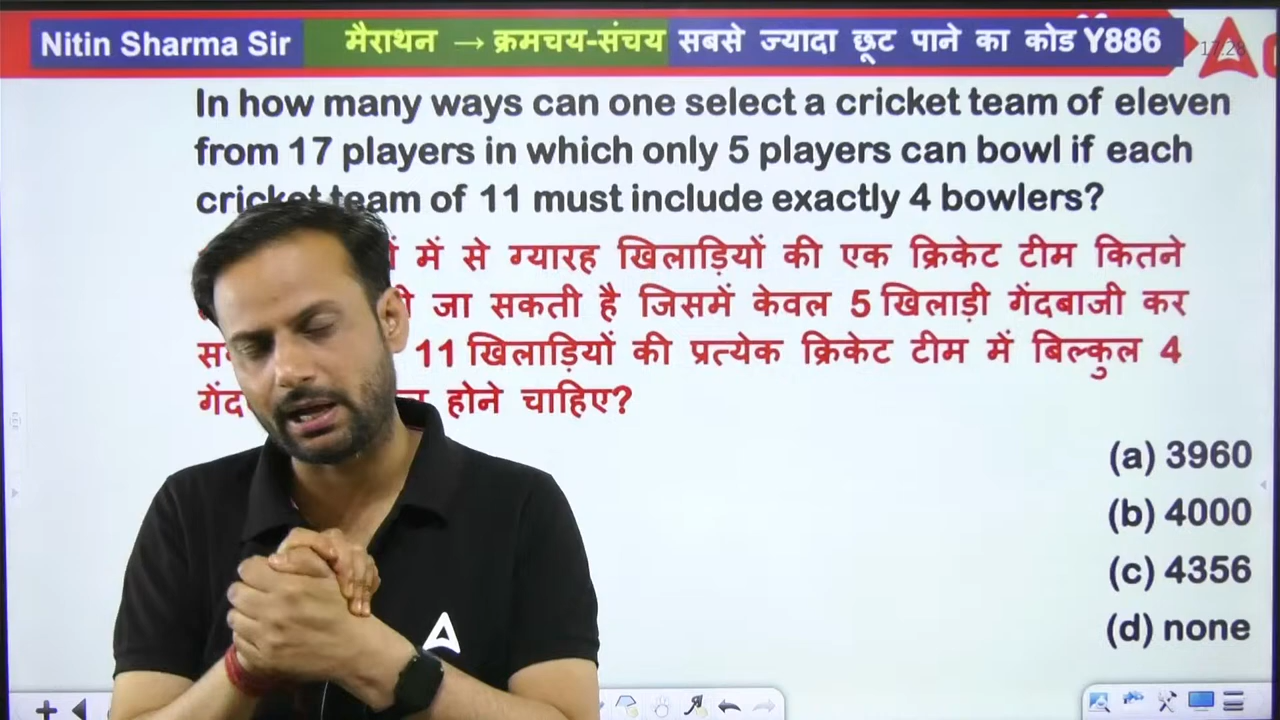 Nitin Sharma Sir
मैराथन → क्रमचय-संचय
सबसे ज्यादा छूट पाने का कोड Y886
17:28
In how many ways can one select a cricket team of eleven
from 17 players in which only 5 players can bowl if each
cricket team of 11 must include exactly 4 bowlers?
में से ग्यारह खिलाड़ियों की एक क्रिकेट टीम कितने
जा सकती है जिसमें केवल 5 खिलाड़ी गेंदबाजी कर
11 खिलाड़ियों की प्रत्येक क्रिकेट टीम में बिल्कुल 4
होने चाहिए?
(a) 3960
(b) 4000
(c) 4356
(d) none